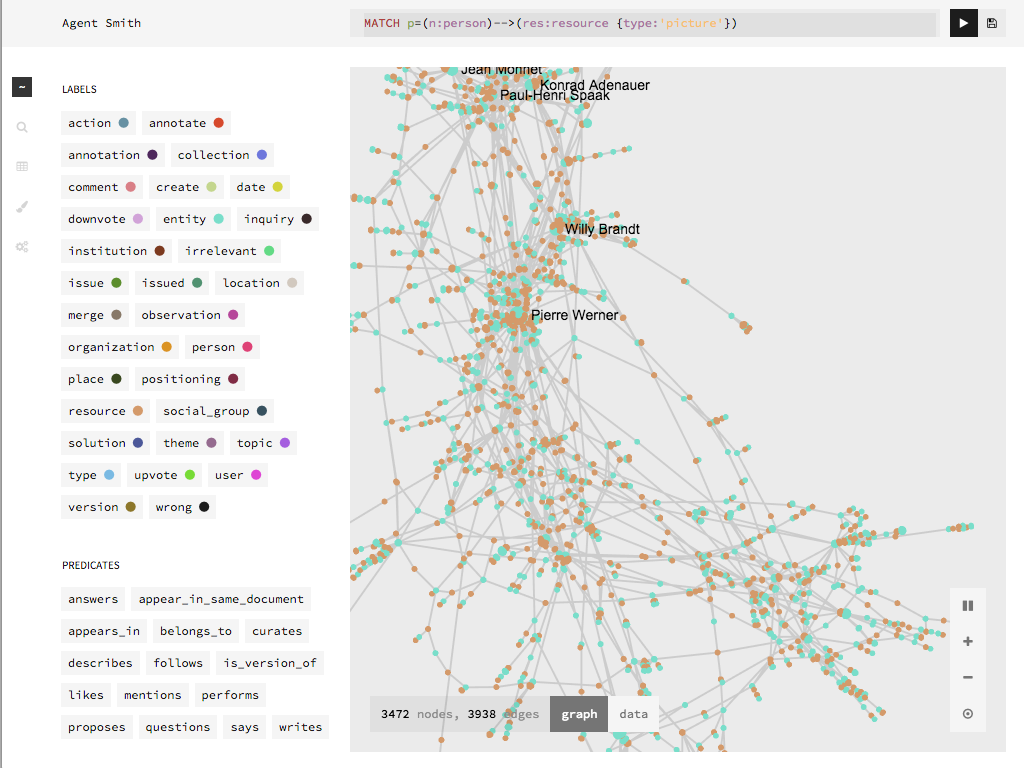 Agent Smith
MATCH p=(n:person)-->(res:resource {type:'picture'})
~
LABELS
action annotate
annotation collection
comment create date
downvote entity inquiry
institution irrelevant
issue issued location
merge observation
organization person
place positioning
resource social_group
solution theme topic
type upvote user
version wrong
PREDICATES
answers appear_in_same_document
appears_in belongs_to curates
describes follows is_version_of
likes mentions performs
proposes questions says writes
Jean Monnet
Konrad Adenauer
Paul-Henri Spaak
Willy Brandt
Pierre Werner
3472 nodes, 3938 edges graph data